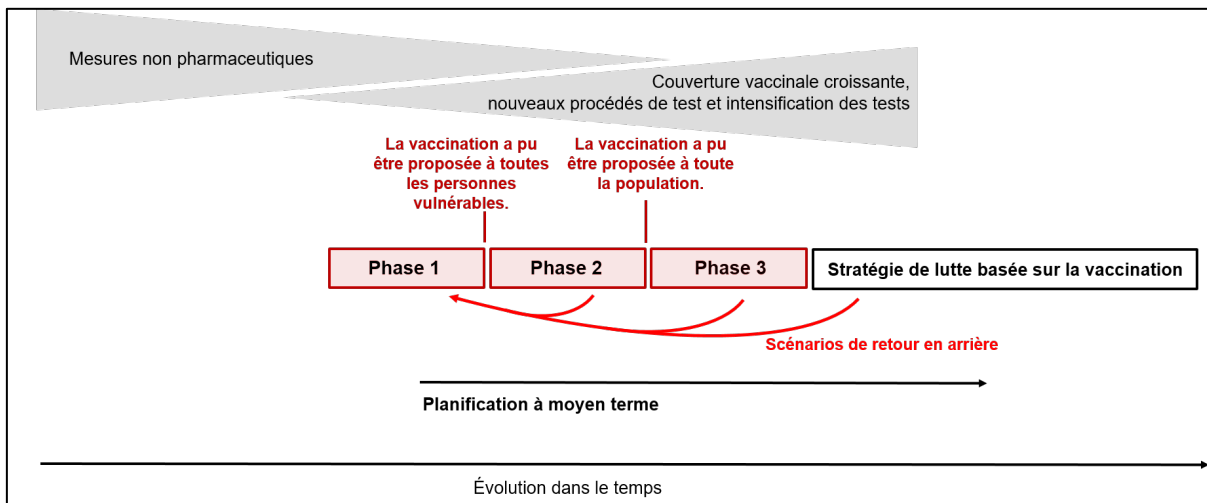 Mesures non pharmaceutiques
Couverture vaccinale croissante,
nouveaux procédés de test et intensification des tests
La vaccination a pu
être proposée à toutes
les personnes
vulnérables.
La vaccination a pu
être proposée à toute
la population.
Phase 1
Phase 2
Phase 3
Stratégie de lutte basée sur la vaccination
Scénarios de retour en arrière
Planification à moyen terme
Évolution dans le temps